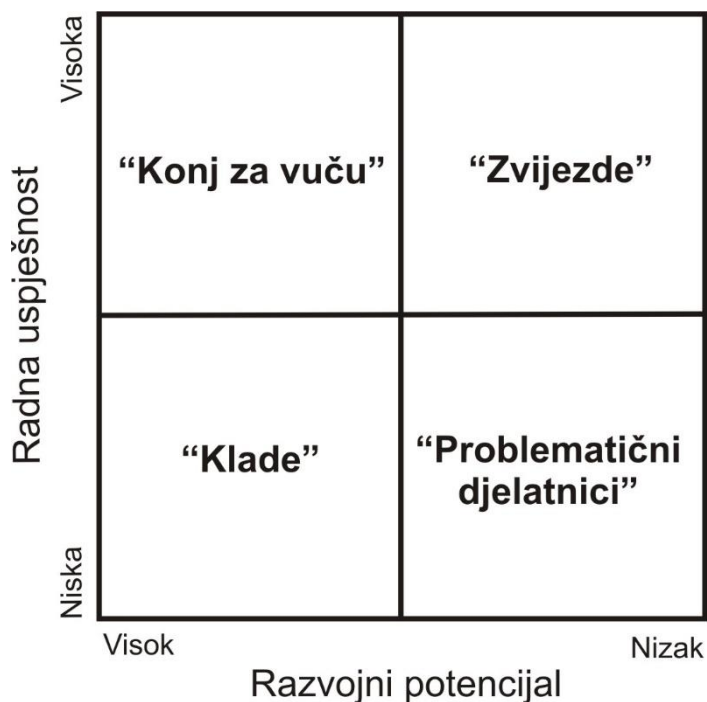 Visoka
“Konj za vuču”
“Zvijezde”
Radna uspješnost
“Klade”
“Problematični
djelatnici”
Niska
Visok
Nizak
Razvojni potencijal